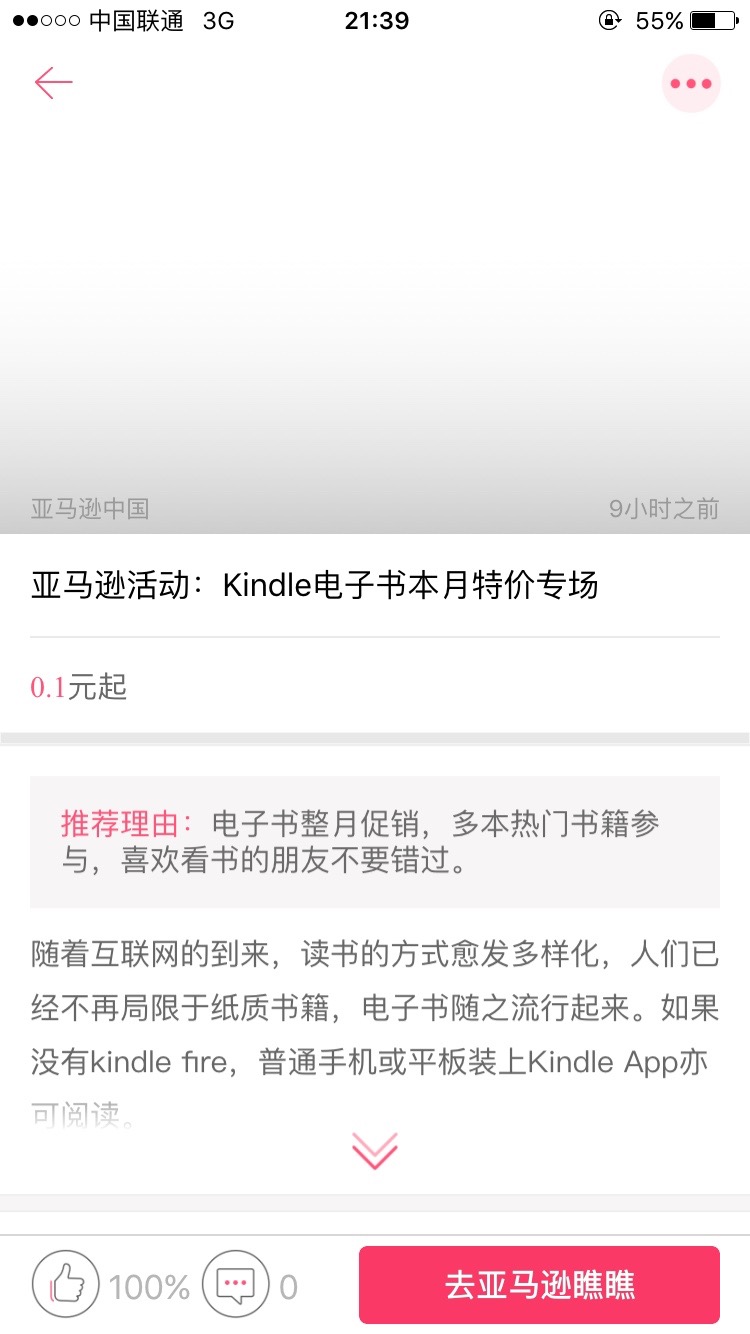 中国联通 3G 21:39 55%
亚马逊中国 9小时之前
亚马逊活动：Kindle电子书本月特价专场
0.1元起
推荐理由：电子书整月促销，多本热门书籍参
与，喜欢看书的朋友不要错过。
随着互联网的到来，读书的方式愈发多样化，人们已
经不再局限于纸质书籍，电子书随之流行起来。如果
没有kindle fire，普通手机或平板装上Kindle App亦
可阅读。
100% 0 去亚马逊瞧瞧